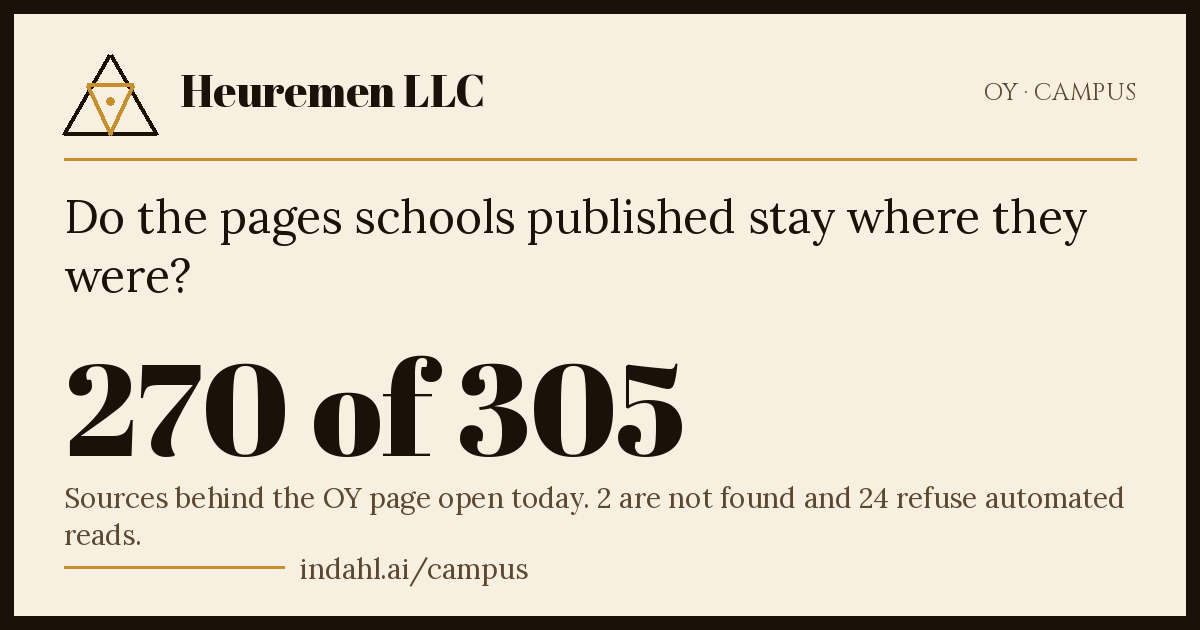 Heuremen LLC
OY · CAMPUS
Do the pages schools published stay where they
were?
270 of 305
Sources behind the OY page open today. 2 are not found and 24 refuse automated
reads.
indahl.ai/campus